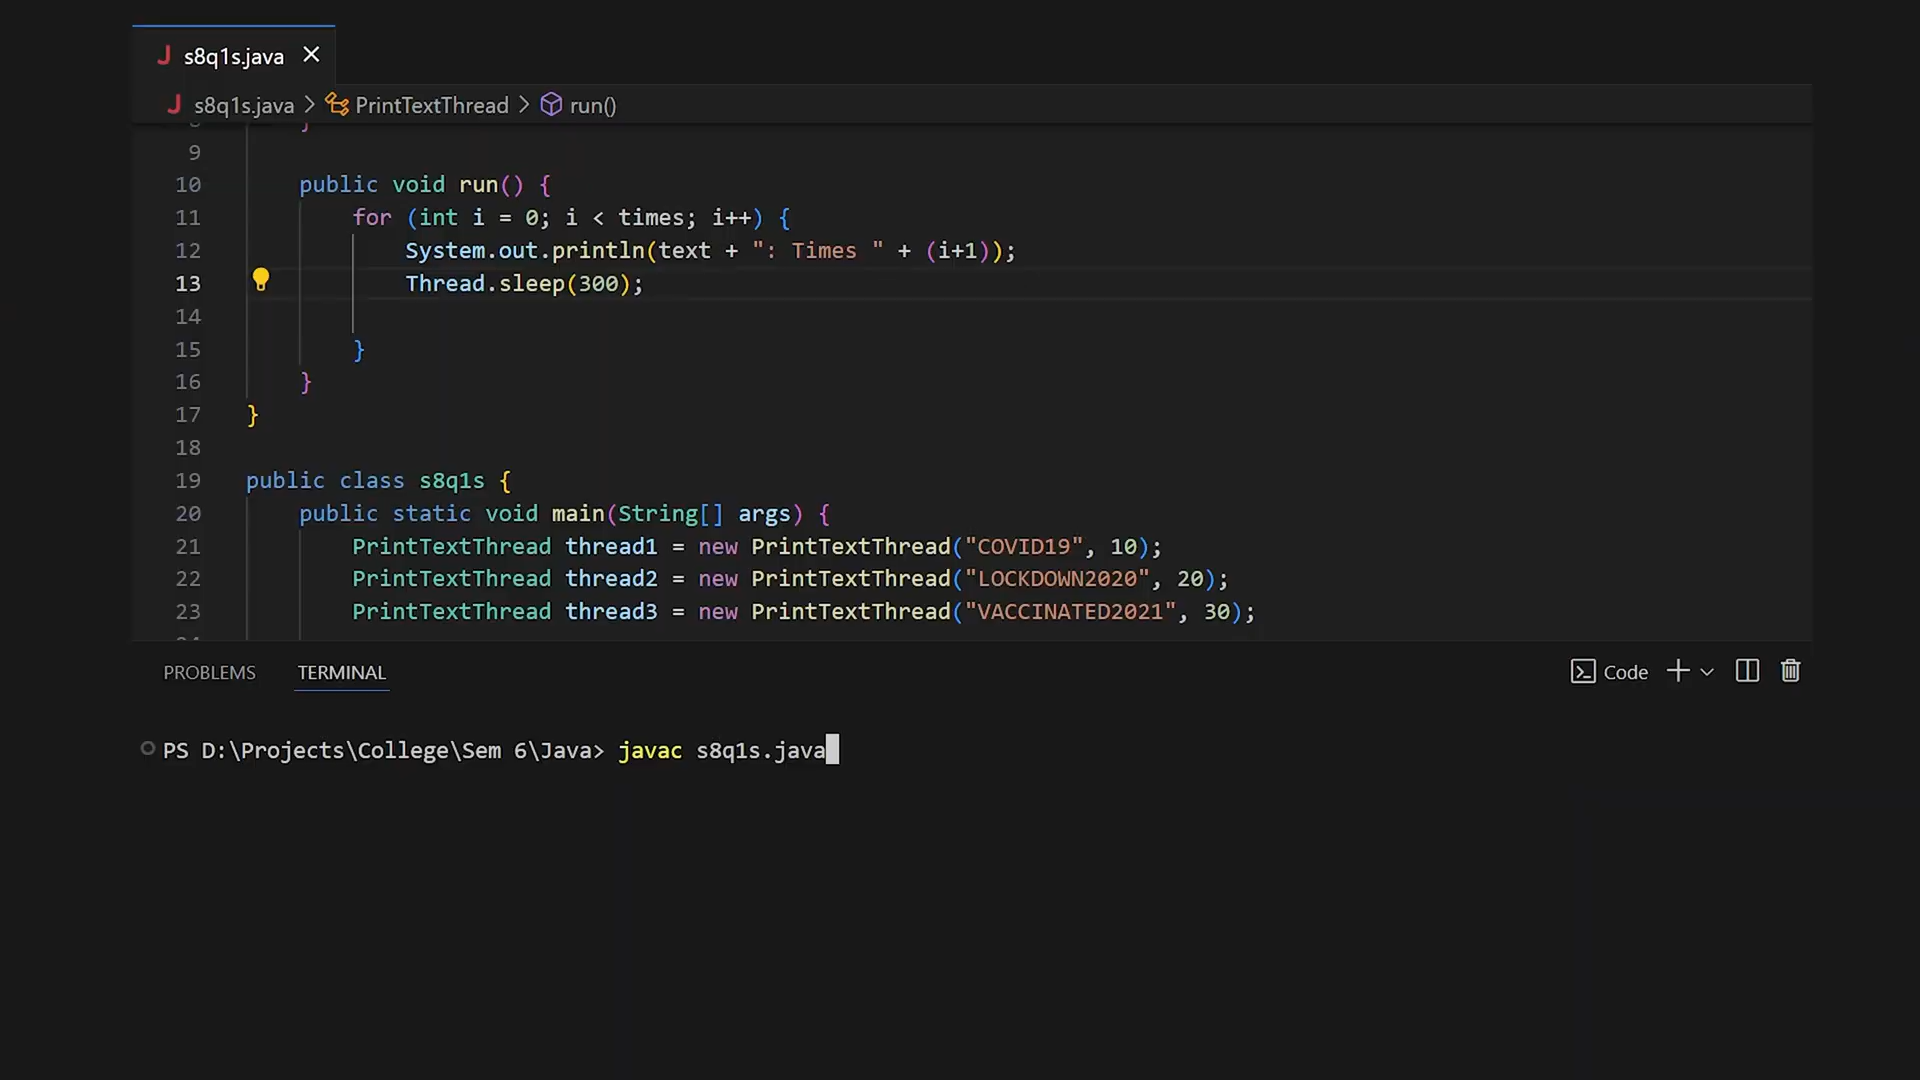 s8q1s.java
s8q1s.java > PrintTextThread > run()
9
10 public void run() {
11 for (int i = 0; i < times; i++) {
12 System.out.println(text + ": Times " + (i+1));
13 Thread.sleep(300);
14
15 }
16 }
17 }
18
19 public class s8q1s {
20 public static void main(String[] args) {
21 PrintTextThread thread1 = new PrintTextThread("COVID19", 10);
22 PrintTextThread thread2 = new PrintTextThread("LOCKDOWN2020", 20);
23 PrintTextThread thread3 = new PrintTextThread("VACCINATED2021", 30);
PROBLEMS TERMINAL Code
PS D:\Projects\College\Sem 6\Java> javac s8q1s.java